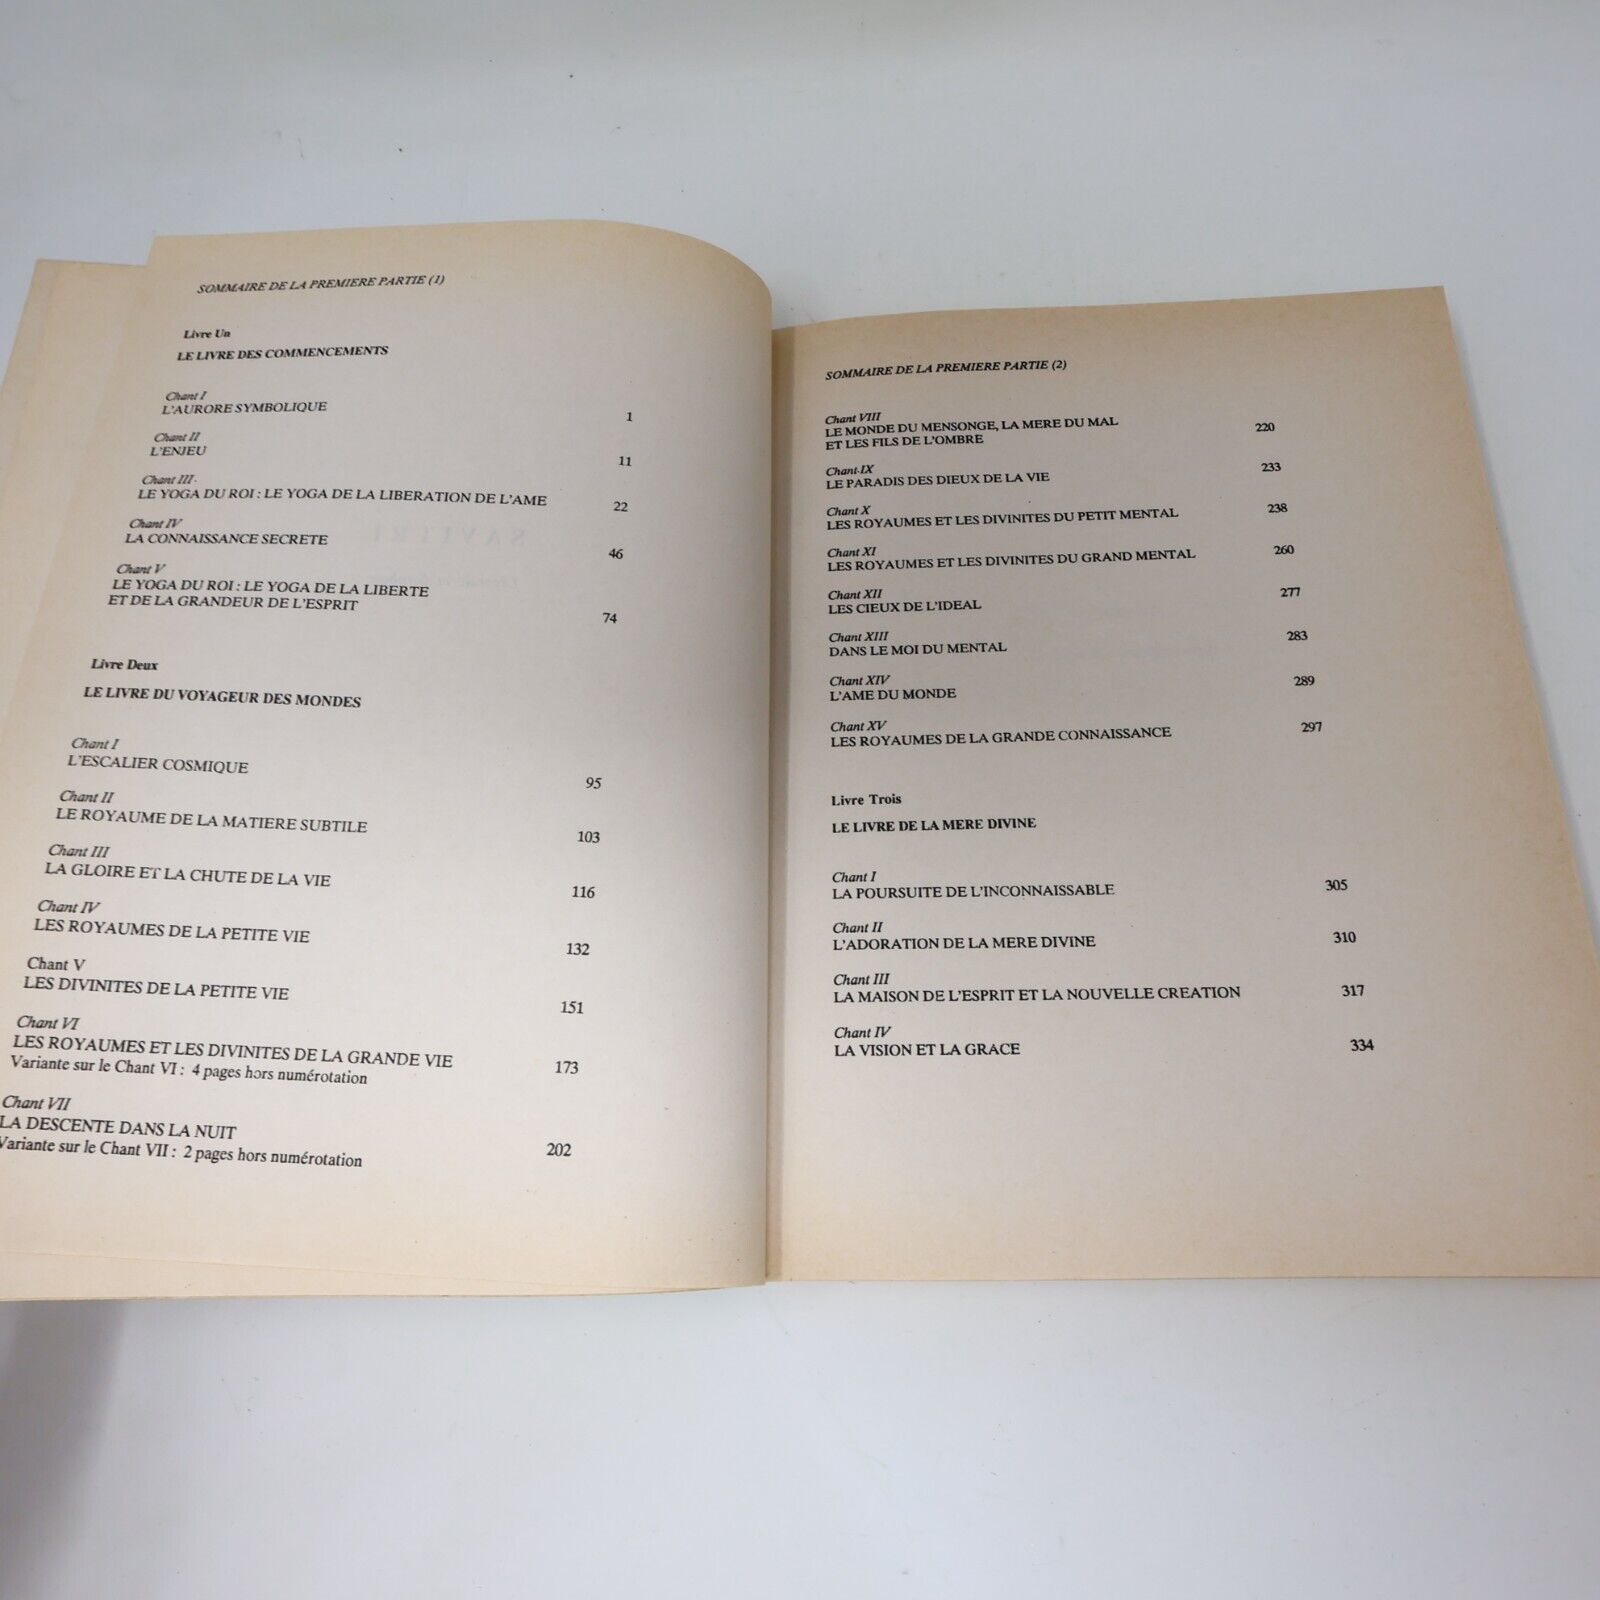 SOMMAIRE DE LA PREMIERE PARTIE (1)
Livre Un
LE LIVRE DES COMMENCEMENTS
Chant I
L'AURORE SYMBOLIQUE 1
Chant II
L'ENJEU 11
Chant III
LE YOGA DU ROI : LE YOGA DE LA LIBERATION DE L'AME 22
Chant IV
LA CONNAISSANCE SECRETE 46
Chant V
LE YOGA DU ROI : LE YOGA DE LA LIBERTE
ET DE LA GRANDEUR DE L'ESPRIT 74
Livre Deux
LE LIVRE DU VOYAGEUR DES MONDES
Chant I
L'ESCALIER COSMIQUE 95
Chant II
LE ROYAUME DE LA MATIERE SUBTILE 103
Chant III
LA GLOIRE ET LA CHUTE DE LA VIE 116
Chant IV
LES ROYAUMES DE LA PETITE VIE 132
Chant V
LES DIVINITES DE LA PETITE VIE 151
Chant VI
LES ROYAUMES ET LES DIVINITES DE LA GRANDE VIE 173
Variante sur le Chant VI : 4 pages hors numérotation
Chant VII
LA DESCENTE DANS LA NUIT 202
Variante sur le Chant VII : 2 pages hors numérotation
SAVITRI
SOMMAIRE DE LA PREMIERE PARTIE (2)
Chant VIII
LE MONDE DU MENSONGE, LA MERE DU MAL
ET LES FILS DE L'OMBRE 220
Chant IX
LE PARADIS DES DIEUX DE LA VIE 233
Chant X
LES ROYAUMES ET LES DIVINITES DU PETIT MENTAL 238
Chant XI
LES ROYAUMES ET LES DIVINITES DU GRAND MENTAL 260
Chant XII
LES CIEUX DE L'IDEAL 277
Chant XIII
DANS LE MOI DU MENTAL 283
Chant XIV
L'AME DU MONDE 289
Chant XV
LES ROYAUMES DE LA GRANDE CONNAISSANCE 297
Livre Trois
LE LIVRE DE LA MERE DIVINE
Chant I
LA POURSUITE DE L'INCONNAISSABLE 305
Chant II
L'ADORATION DE LA MERE DIVINE 310
Chant III
LA MAISON DE L'ESPRIT ET LA NOUVELLE CREATION 317
Chant IV
LA VISION ET LA GRACE 334